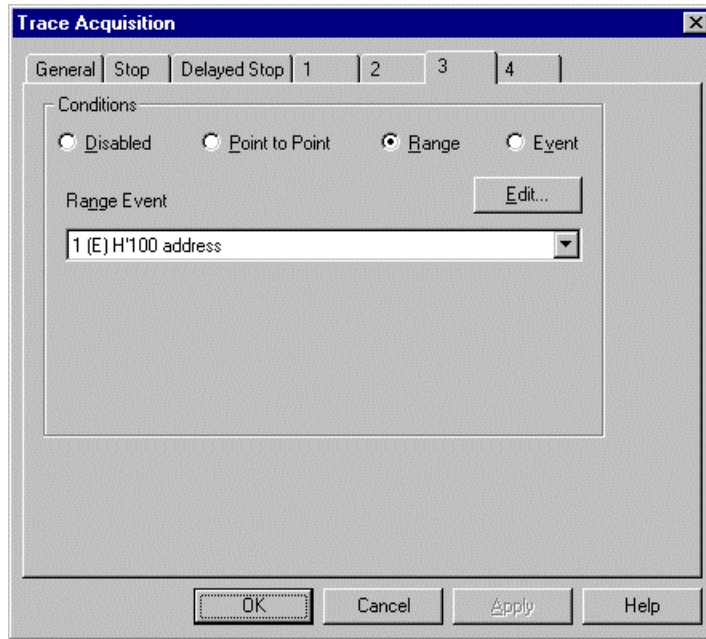 Trace Acquisition
General Stop Delayed Stop 1 2 3 4
Conditions
Disabled Point to Point Range Event
Range Event Edit...
1 (E) H'100 address
OK Cancel Apply Help